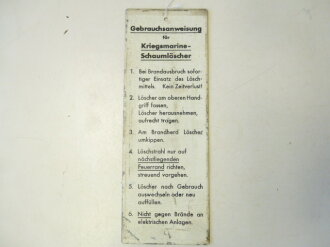 Gebrauchsanweisung
für
Kriegsmarine-
Schaumlöscher
1. Bei Brandausbruch sofor-
tiger Einsatz des Lösch-
mittels. Kein Zeitverlust!
2. Löscher am oberen Hand-
griff fassen,
Löscher herausnehmen,
aufrecht tragen.
3. Am Brandherd Löscher
umkippen.
4. Löschstrahl nur auf
nächstliegenden
Feuerrand richten,
streuend vorgehen.
5. Löscher nach Gebrauch
auswechseln oder neu
auffüllen.
6. Nicht gegen Brände an
elektrischen Anlagen.